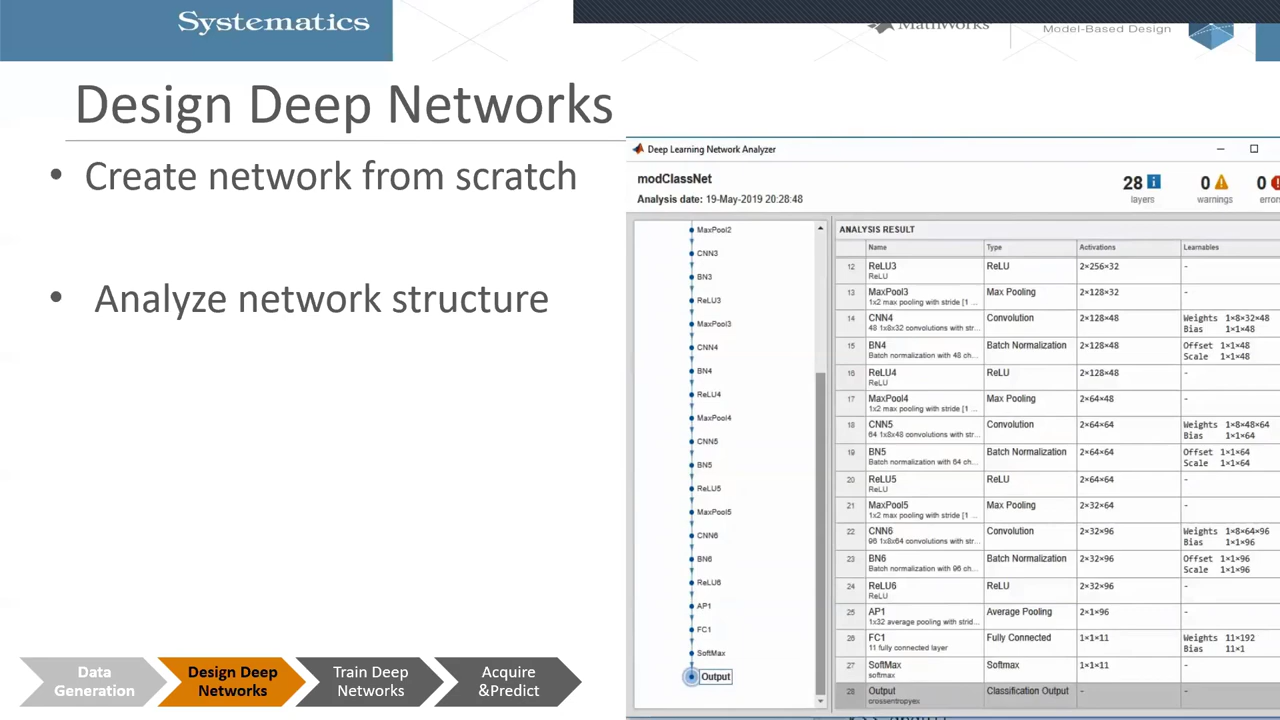 Systematics
MathWorks
Model-Based Design
Design Deep Networks
• Create network from scratch
• Analyze network structure
Deep Learning Network Analyzer
modClassNet
Analysis date: 19-May-2019 20:28:48
28 layers
0 warnings
0
MaxPool2
CNN3
BN3
ReLU3
MaxPool3
CNN4
BN4
ReLU4
MaxPool4
CNN5
BN5
ReLU5
MaxPool5
CNN6
BN6
ReLU6
AP1
FC1
SoftMax
Output
ANALYSIS RESULT
Name Type Activations Learnables
12 ReLU3 ReLU 2×256×32 -
ReLU
13 MaxPool3 Max Pooling 2×128×32 -
1x2 max pooling with stride [1 ...
14 CNN4 Convolution 2×128×48 Weights 1×8×32×48
48 1x8x32 convolutions with str... Bias 1×1×48
15 BN4 Batch Normalization 2×128×48 Offset 1×1×48
Batch normalization with 48 ch... Scale 1×1×48
16 ReLU4 ReLU 2×128×48 -
ReLU
17 MaxPool4 Max Pooling 2×64×48 -
1x2 max pooling with stride [1 ...
18 CNN5 Convolution 2×64×64 Weights 1×8×48×64
64 1x8x48 convolutions with str... Bias 1×1×64
19 BN5 Batch Normalization 2×64×64 Offset 1×1×64
Batch normalization with 64 ch... Scale 1×1×64
20 ReLU5 ReLU 2×64×64 -
ReLU
21 MaxPool5 Max Pooling 2×32×64 -
1x2 max pooling with stride [1 ...
22 CNN6 Convolution 2×32×96 Weights 1×8×64×96
96 1x8x64 convolutions with str... Bias 1×1×96
23 BN6 Batch Normalization 2×32×96 Offset 1×1×96
Batch normalization with 96 ch... Scale 1×1×96
24 ReLU6 ReLU 2×32×96 -
ReLU
25 AP1 Average Pooling 2×1×96 -
1x32 average pooling with strid...
26 FC1 Fully Connected 1×1×11 Weights 11×192
11 fully connected layer Bias 11×1
27 SoftMax Softmax 1×1×11 -
softmax
28 Output Classification Output - -
crossentropyex
Data Generation
Design Deep Networks
Train Deep Networks
Acquire &Predict